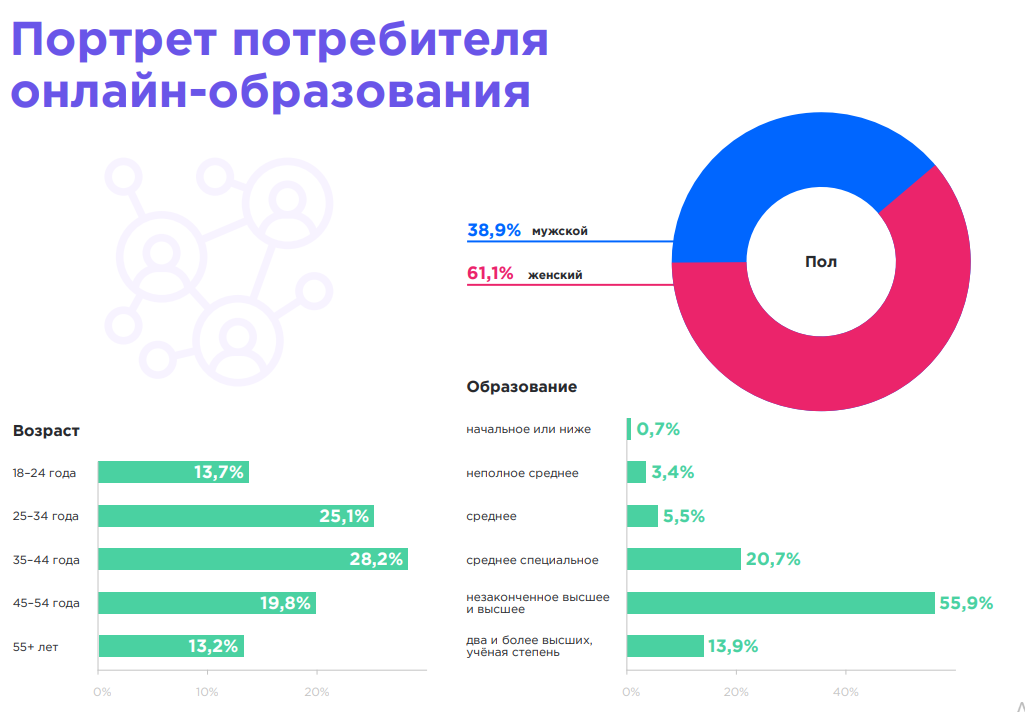 Портрет потребителя
онлайн-образования
38,9% мужской
61,1% женский
Пол
Возраст
18–24 года 13,7%
25–34 года 25,1%
35–44 года 28,2%
45–54 года 19,8%
55+ лет 13,2%
0% 10% 20%
Образование
начальное или ниже 0,7%
неполное среднее 3,4%
среднее 5,5%
среднее специальное 20,7%
незаконченное высшее
и высшее 55,9%
два и более высших,
учёная степень 13,9%
0% 20% 40%